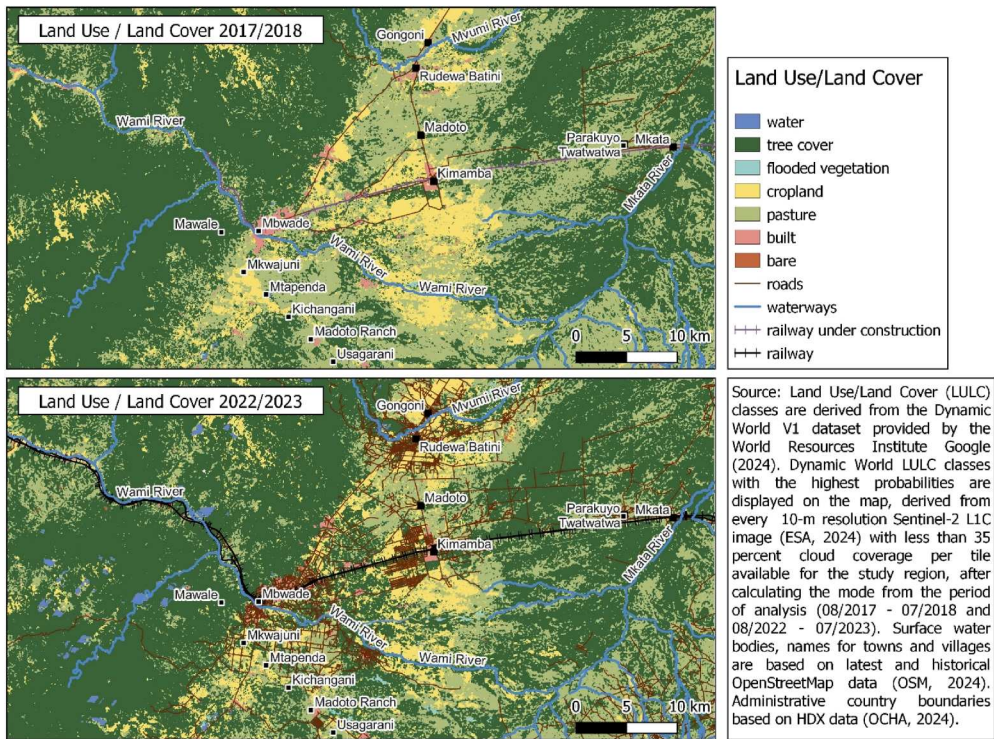 Land Use / Land Cover 2017/2018
Gongoni
Mvumi River
Rudewa Batini
Wami River
Madoto
Parakuyo
Mkata
Twatwatwa
Kimamba
Mkata River
Mawale
Mbwade
Wami River
Mkwajuni
Wami River
Mtapenda
Kichangani
Madoto Ranch
Usagarani
0 5 10 km
Land Use/Land Cover
water
tree cover
flooded vegetation
cropland
pasture
built
bare
roads
waterways
railway under construction
railway
Land Use / Land Cover 2022/2023
Gongoni
Mvumi River
Rudewa Batini
Wami River
Madoto
Parakuyo
Mkata
Twatwatwa
Kimamba
Mkata River
Mawale
Mbwade
Wami River
Mkwajuni
Wami River
Mtapenda
Kichangani
Madoto Ranch
Usagarani
0 5 10 km
Source: Land Use/Land Cover (LULC)
classes are derived from the Dynamic
World V1 dataset provided by the
World Resources Institute Google
(2024). Dynamic World LULC classes
with the highest probabilities are
displayed on the map, derived from
every 10-m resolution Sentinel-2 L1C
image (ESA, 2024) with less than 35
percent cloud coverage per tile
available for the study region, after
calculating the mode from the period
of analysis (08/2017 - 07/2018 and
08/2022 - 07/2023). Surface water
bodies, names for towns and villages
are based on latest and historical
OpenStreetMap data (OSM, 2024).
Administrative country boundaries
based on HDX data (OCHA, 2024).